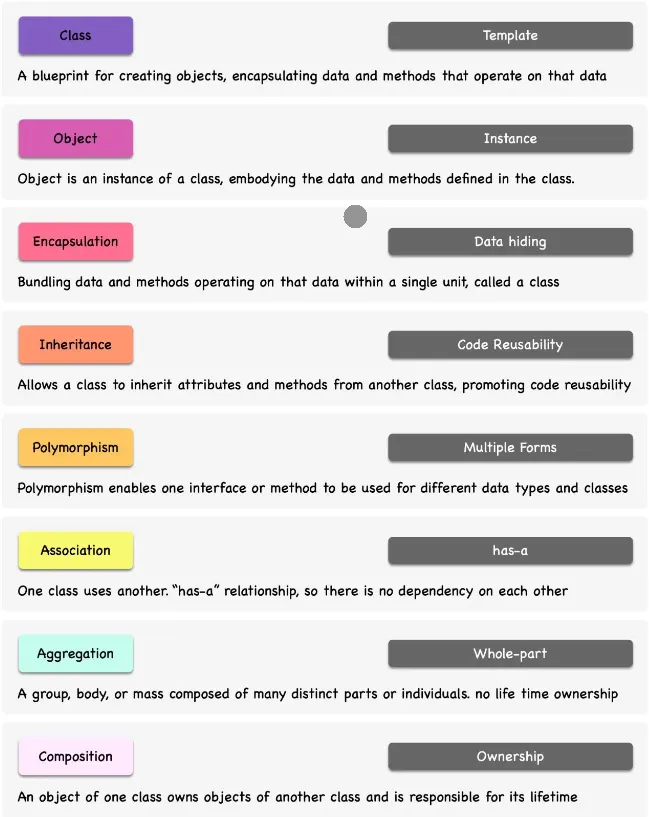 Class
Template
A blueprint for creating objects, encapsulating data and methods that operate on that data
Object
Instance
Object is an instance of a class, embodying the data and methods defined in the class.
Encapsulation
Data hiding
Bundling data and methods operating on that data within a single unit, called a class
Inheritance
Code Reusability
Allows a class to inherit attributes and methods from another class, promoting code reusability
Polymorphism
Multiple Forms
Polymorphism enables one interface or method to be used for different data types and classes
Association
has-a
One class uses another. “has-a” relationship, so there is no dependency on each other
Aggregation
Whole-part
A group, body, or mass composed of many distinct parts or individuals. no life time ownership
Composition
Ownership
An object of one class owns objects of another class and is responsible for its lifetime